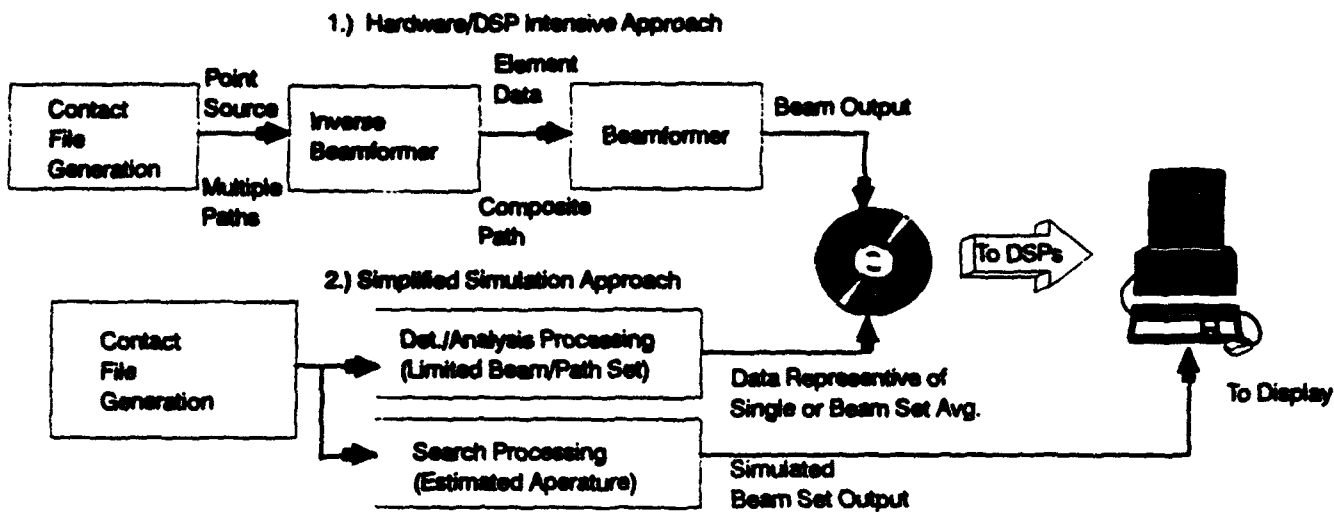 1.) Hardware/DSP Intensive Approach
Contact
File
Generation
Point
Source
Multiple
Paths
Inverse
Beamformer
Element
Data
Composite
Path
Beamformer
Beam Output
To DSPs
2.) Simplified Simulation Approach
Contact
File
Generation
Det./Analysis Processing
(Limited Beam/Path Set)
Data Representive of
Single or Beam Set Avg.
Search Processing
(Estimated Aperature)
Simulated
Beam Set Output
To Display